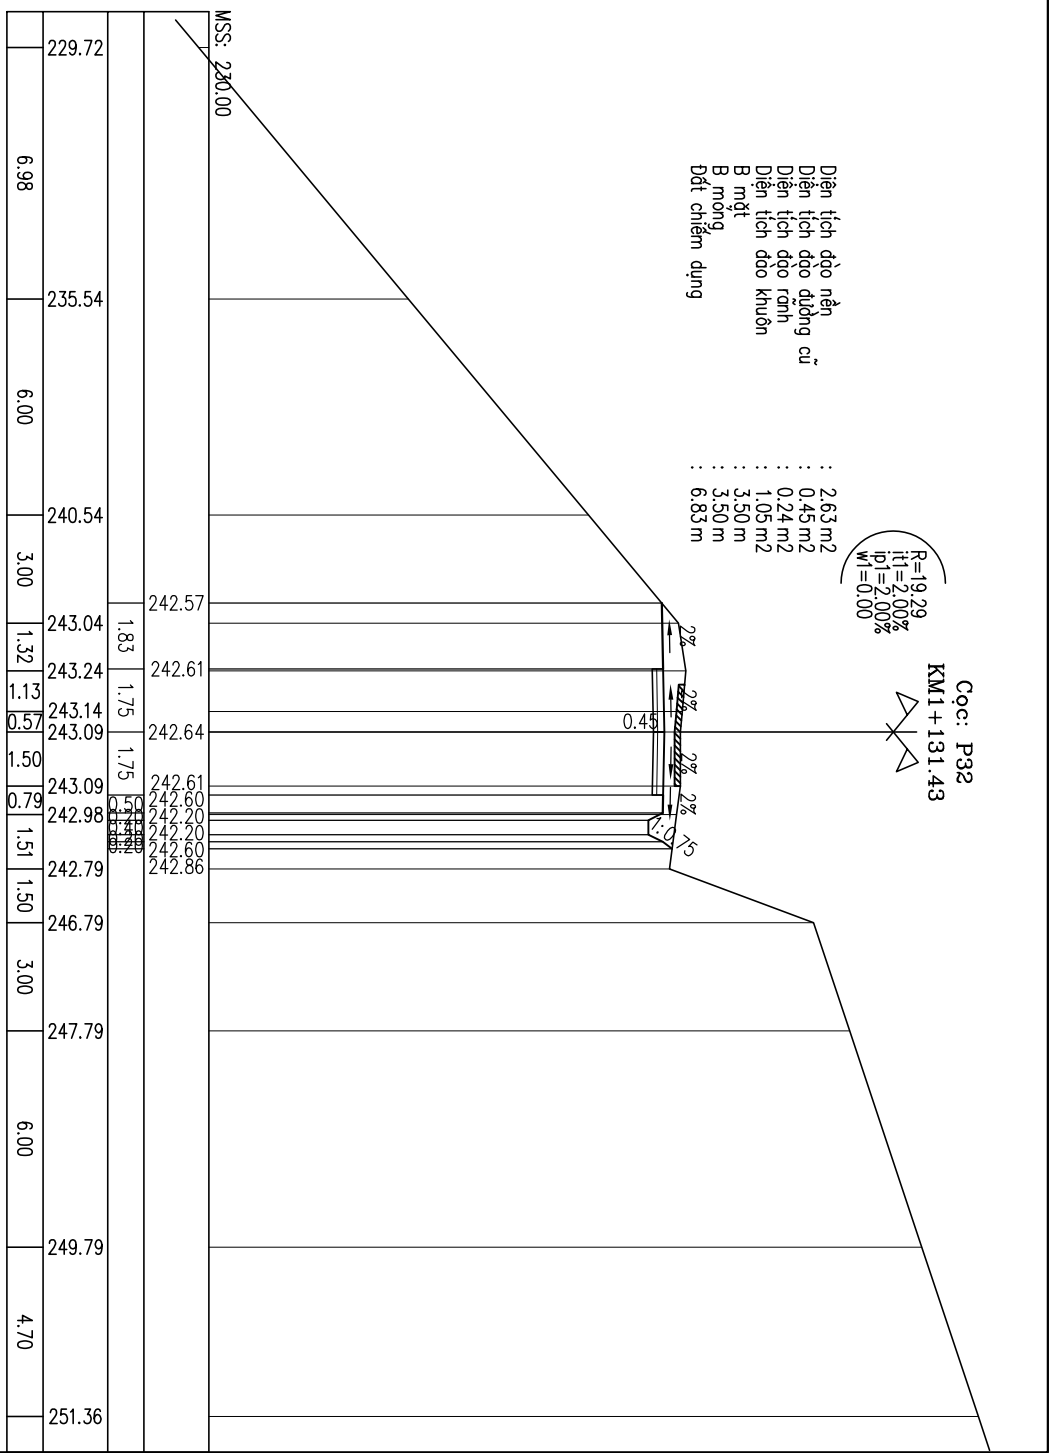 Cọc: P32
KM1+131.43
R=19.29
it1=2.00%
ip1=2.00%
w1=0.00
Diện tích đào nền : 2.63 m2
Diện tích đào đường cũ : 0.45 m2
Diện tích đào rãnh : 0.24 m2
Diện tích đào khuôn : 1.05 m2
B mặt : 3.50 m
B móng : 3.50 m
Đất chiếm dụng : 6.83 m
2% 2% 2% 2%
1:0.75
0.45
MSS: 230.00
242.57 242.61 242.64 242.61 242.60 242.20 242.20 242.60 242.86
1.83 1.75 1.75 0.50
229.72 235.54 240.54 243.04 243.24 243.14 243.09 243.09 242.98 242.79 246.79 247.79 249.79 251.36
6.98 6.00 3.00 1.32 1.13 0.57 1.50 0.79 1.51 1.50 3.00 6.00 4.70